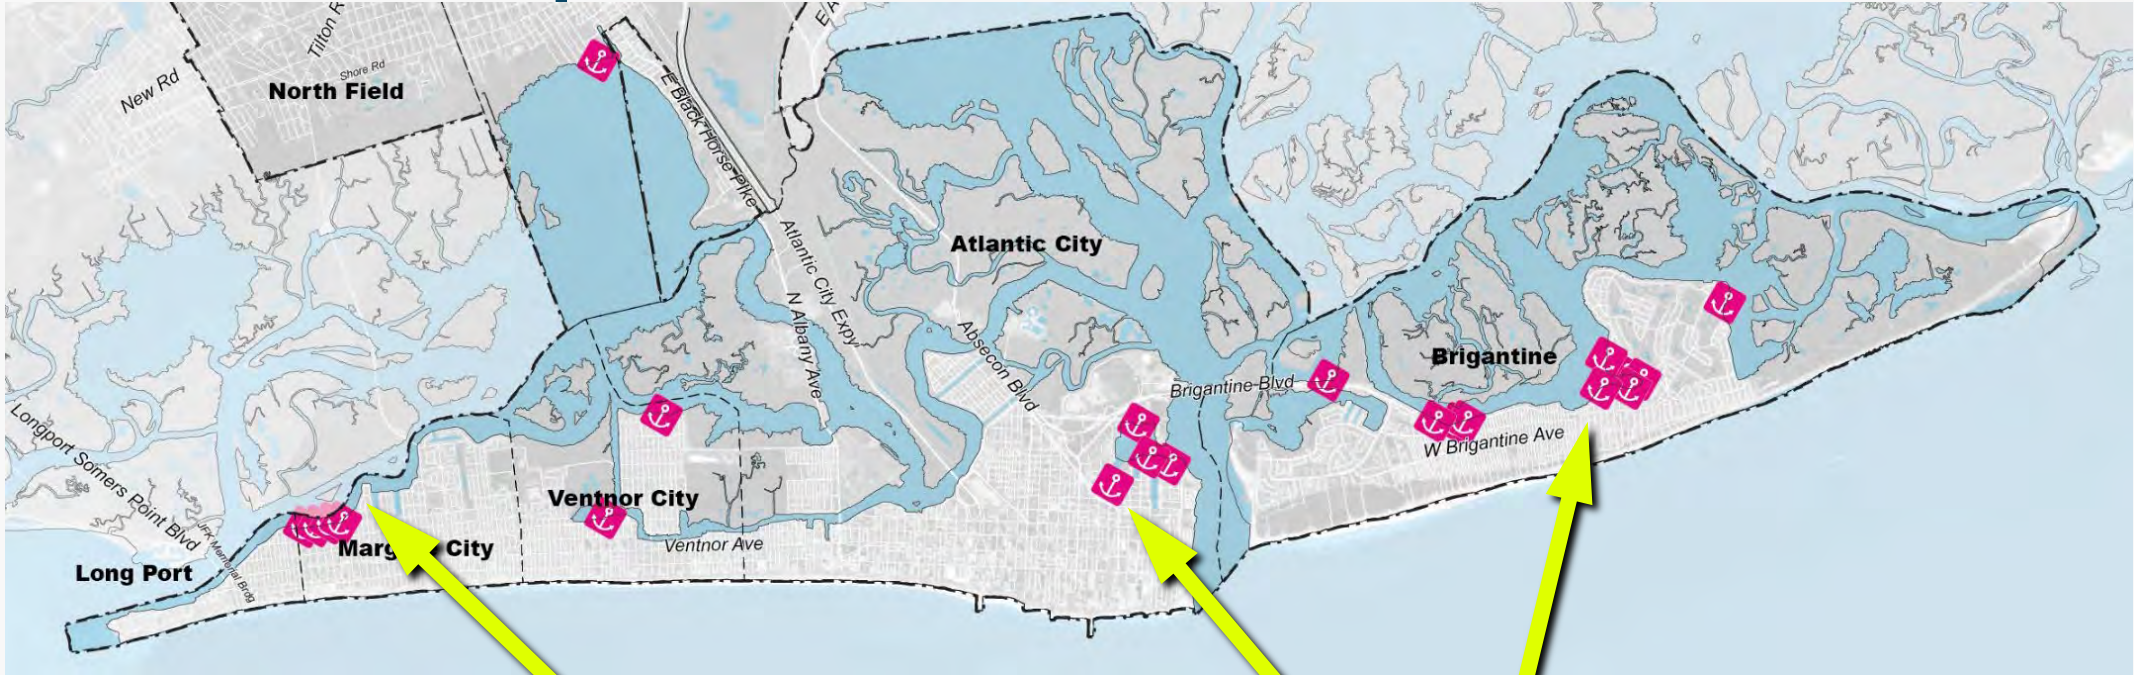 Tilton R
E A
New Rd
Shore Rd
North Field
E Black Horse Pike
Atlantic City
Atlantic City Expy
N Albany Ave
Absecon Blvd
Brigantine
Brigantine Blvd
W Brigantine Ave
Longport Somers Point Blvd
JFK Memorial Brdg
Ventnor City
Ventnor Ave
Marg City
Long Port